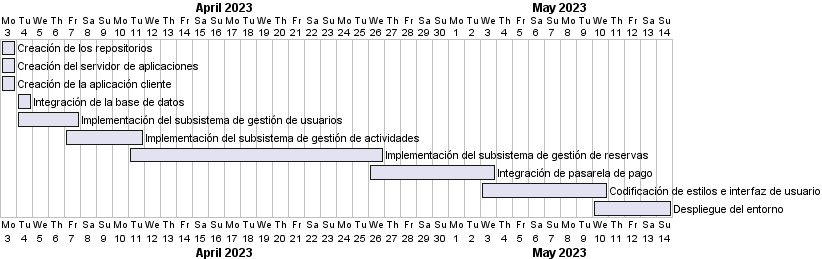 April 2023 May 2023
Mo Tu We Th Fr Sa Su Mo Tu We Th Fr Sa Su Mo Tu We Th Fr Sa Su Mo Tu We Th Fr Sa Su Mo Tu We Th Fr Sa Su Mo Tu We Th Fr Sa Su
3 4 5 6 7 8 9 10 11 12 13 14 15 16 17 18 19 20 21 22 23 24 25 26 27 28 29 30 1 2 3 4 5 6 7 8 9 10 11 12 13 14
Creación de los repositorios
Creación del servidor de aplicaciones
Creación de la aplicación cliente
Integración de la base de datos
Implementación del subsistema de gestión de usuarios
Implementación del subsistema de gestión de actividades
Implementación del subsistema de gestión de reservas
Integración de pasarela de pago
Codificación de estilos e interfaz de usuario
Despliegue del entorno
Mo Tu We Th Fr Sa Su Mo Tu We Th Fr Sa Su Mo Tu We Th Fr Sa Su Mo Tu We Th Fr Sa Su Mo Tu We Th Fr Sa Su Mo Tu We Th Fr Sa Su
3 4 5 6 7 8 9 10 11 12 13 14 15 16 17 18 19 20 21 22 23 24 25 26 27 28 29 30 1 2 3 4 5 6 7 8 9 10 11 12 13 14
April 2023 May 2023